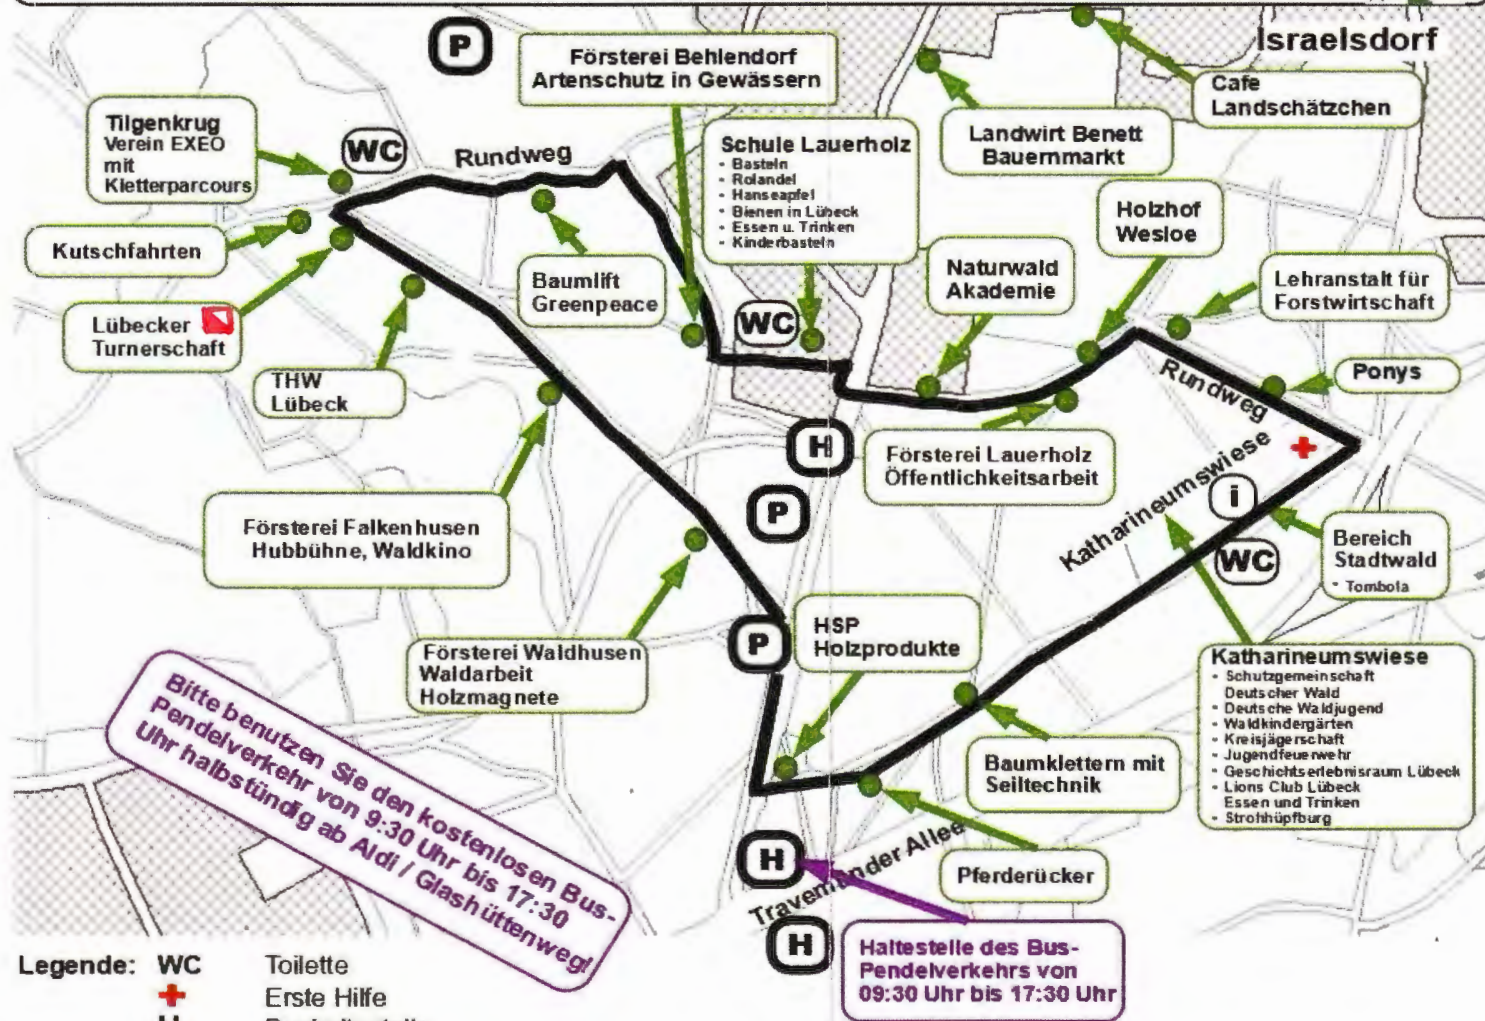 P
Försterei Behlendorf
Artenschutz in Gewässern
Israelsdorf
Cafe
Landschätzchen
Landwirt Benett
Bauernmarkt
Tilgenkrug
Verein EXEO
mit
Kletterparcours
WC
Rundweg
Schule Lauerholz
- Basteln
- Rolandel
- Hanseapfel
- Bienen in Lübeck
- Essen u. Trinken
- Kinderbasteln
Holzhof
Wesloe
Kutschfahrten
Baumlift
Greenpeace
Naturwald
Akademie
Lehranstalt für
Forstwirtschaft
Lübecker
Turnerschaft
WC
THW
Lübeck
Rundweg
Ponys
H
Försterei Lauerholz
Öffentlichkeitsarbeit
Katharineumswiese
i
P
Försterei Falkenhusen
Hubbühne, Waldkino
WC
Bereich
Stadtwald
- Tombola
P
HSP
Holzprodukte
Försterei Waldhusen
Waldarbeit
Holzmagnete
Katharineumswiese
- Schutzgemeinschaft
Deutscher Wald
- Deutsche Waldjugend
- Waldkindergärten
- Kreisjägerschaft
- Jugendfeuerwehr
- Geschichtserlebnisraum Lübeck
- Lions Club Lübeck
Essen und Trinken
- Strohhüpfburg
Baumklettern mit
Seiltechnik
Bitte benutzen Sie den kostenlosen Bus-
Pendelverkehr von 9:30 Uhr bis 17:30
Uhr halbstündig ab Aldi / Glashüttenweg!
H
Travemünder Allee
Pferderücker
H
Haltestelle des Bus-
Pendelverkehrs von
09:30 Uhr bis 17:30 Uhr
Legende: WC Toilette
Erste Hilfe